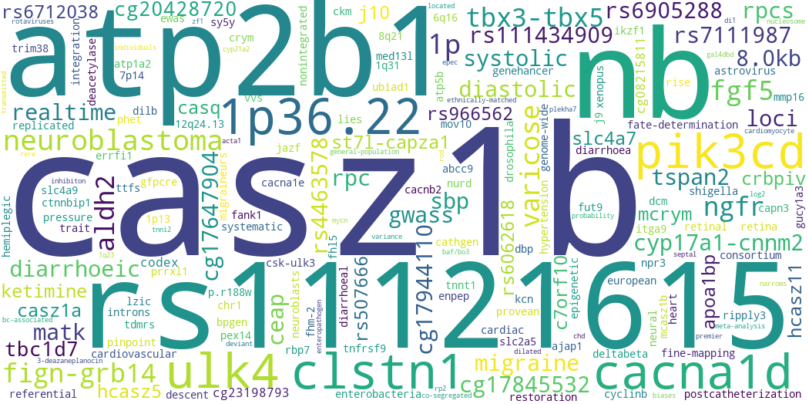 rs6712038
cg20428720
ewas
zf1
sy5y
ckm
j10
6q16
tbx3-tbx5
rs6905288
rpcs
rs111434909
rs7111987
rotaviruses
individuals
trim38
integration
deacetylase
atp2b1
crym
8q21
med13l
1p
ikzf1
di1
nucleosome
systolic
genehancer
8.0kb
nb
atp1a2
7p14
cyp21a2
nonintegrated
1q31
ubiad1
atp5b
epec
located
gal4dbd
cg08215811
astrovirus
diastolic
fgf5
mmp16
transmitted
realtime
phet
dilb
casq
vvs
1p36.22
lies
ethnically-matched
rs966562
j9
xenopus
rise
plekha7
replicated
12q24.13
mov10
fate-determination
loci
neuroblastoma
errfi1
jazf
st7l-capza1
general-population
drosophila
genome-wide
slc4a7
diarrhoea
cardiomyocyte
rare
acta1
inhibiton
slc4a9
ctnnbip1
pressure
trait
aldh2
ttfs
gfpcre
migraineurs
cacna1e
rs4463578
rpc
abcc9
nurd
cacnb2
varicose
pik3cd
tspan2
shigella
log2
crbpiv
casz1b
hemiplegic
1p13
tnni2
fank1
systematic
mycn
gwass
sbp
hypertension
fut9
probability
dcm
mcrym
itga9
ngfr
capn3
retinal
retina
gucy1a3
cg17647904
variance
fhl5
cathgen
baf/bo3
dbp
septal
cyp17a1-cnnm2
diarrhoeic
codex
1q23
csk-ulk3
cg17944110
rs6062618
epigenetic
npr3
consortium
ketimine
prrxl1
p.r188w
chr1
neuroblasts
fhm-2
enteropathogen
diarrhoeal
rs507666
tnnt1
enpep
kcn
provean
c7orf10
european
heart
narrows
rs11121615
casz1a
lzic
introns
tdmrs
bpgen
ceap
cardiac
chd
neural
mcasz1b
apoa1bp
ripply3
meta-analysis
hcasz11
bc-associated
matk
pinpoint
pex14
deviant
rbp7
tnfrsf9
slc2a5
dilated
ajap1
deltabeta
fine-mapping
premier
tbc1d7
cardiovascular
3-deazaneplanocin
fign-grb14
ulk4
clstn1
migraine
cacna1d
hcasz5
cg17845532
referential
descent
cg23198793
enterobacteria
co-segregated
rp2
restoration
cyclinb
biases
postcatheterization